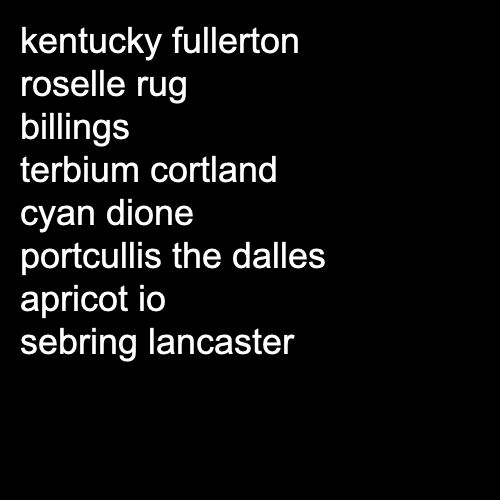 kentucky fullerton
roselle rug
billings
terbium cortland
cyan dione
portcullis the dalles
apricot io
sebring lancaster